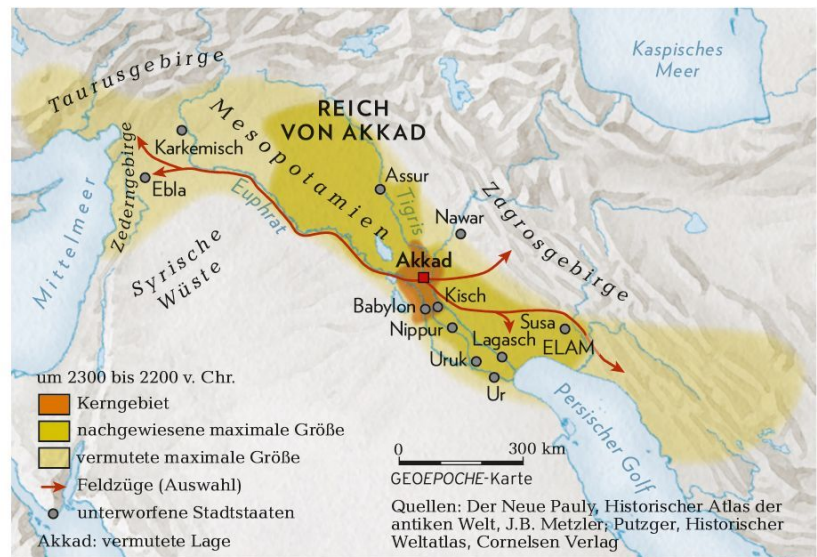 Kaspisches
Meer
Taurusgebirge
REICH
VON AKKAD
Mesopotamien
Karkemisch
Zederngebirge
Ebla
Assur
Tigris
Euphrat
Zagrosgebirge
Nawar
Mittelmeer
Syrische
Wüste
Akkad
Kisch
Babylon
Nippur
Susa
Lagasch
ELAM
Uruk
Ur
Persischer Golf
um 2300 bis 2200 v. Chr.
Kerngebiet
nachgewiesene maximale Größe
vermutete maximale Größe
Feldzüge (Auswahl)
unterworfene Stadtstaaten
Akkad: vermutete Lage
0 300 km
GEOEPOCHE-Karte
Quellen: Der Neue Pauly, Historischer Atlas der
antiken Welt, J.B. Metzler; Putzger, Historischer
Weltatlas, Cornelsen Verlag